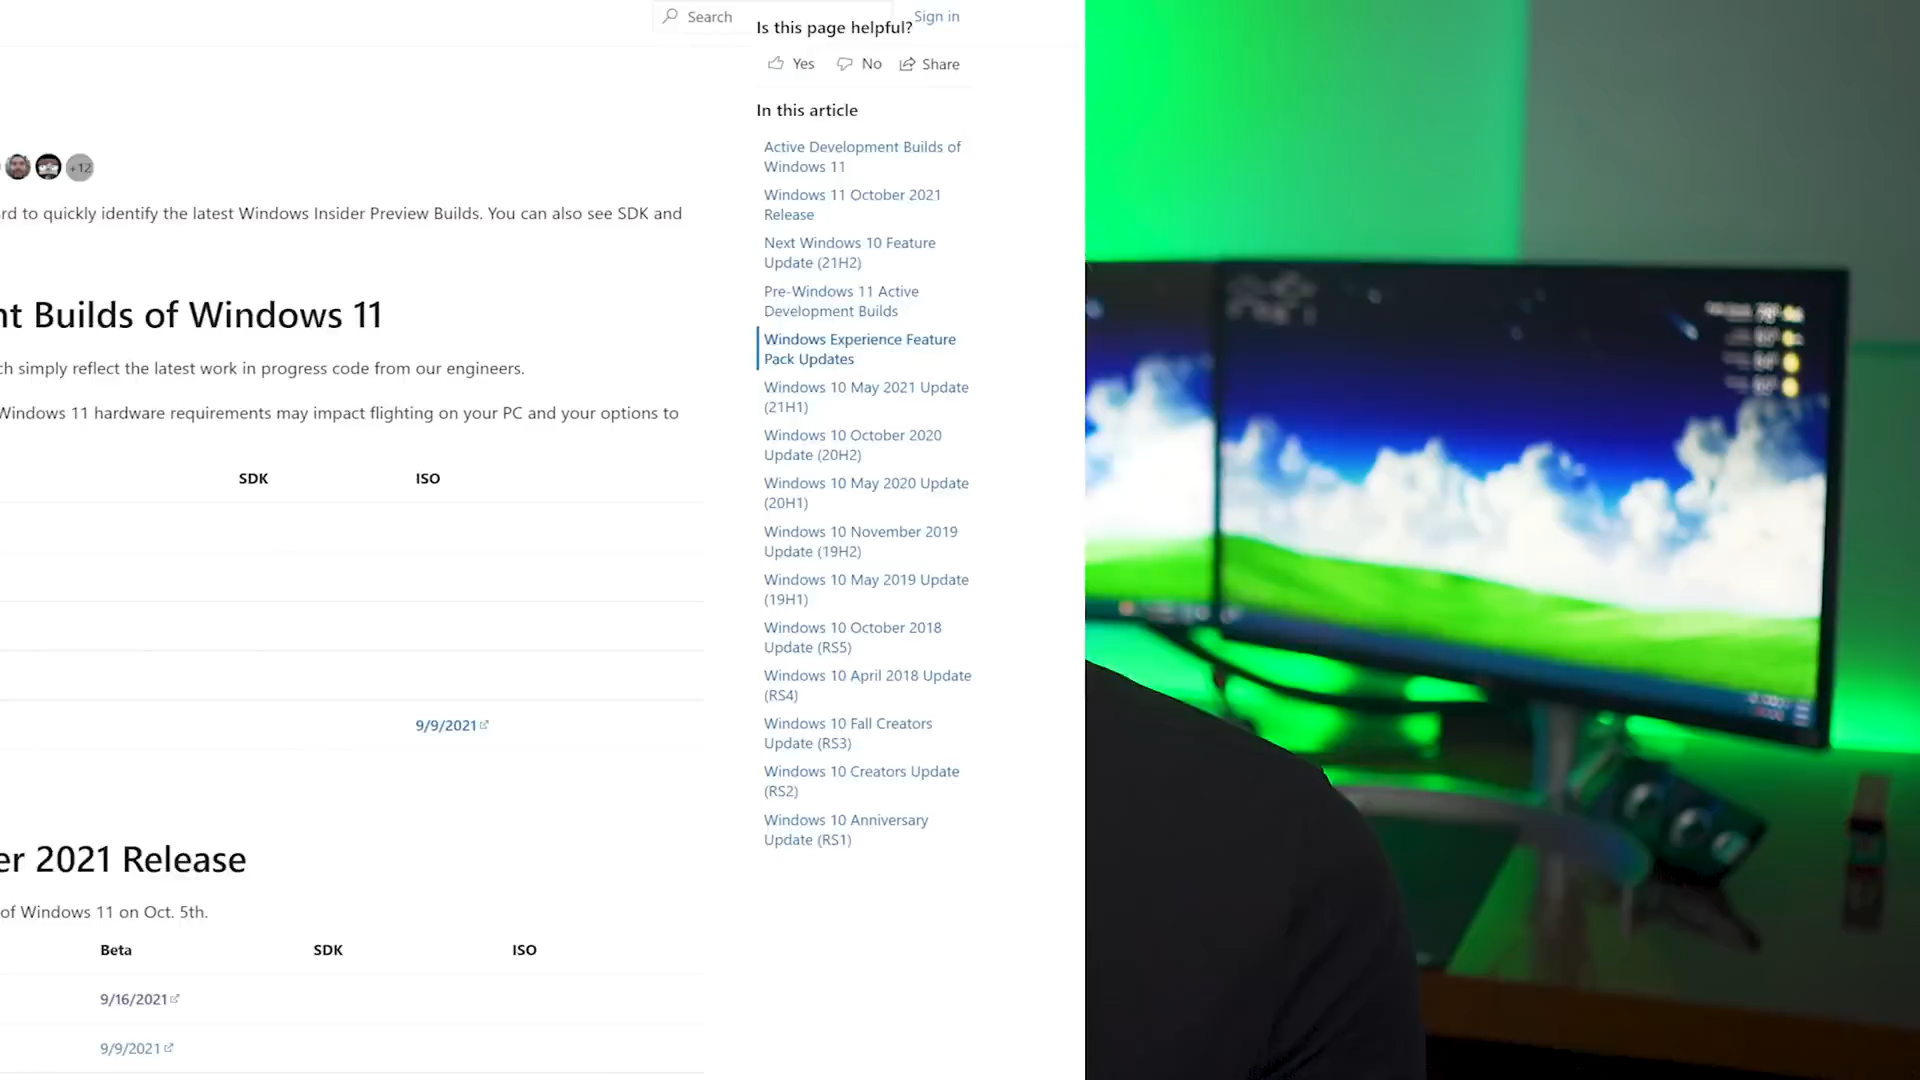 Search
Sign in
Is this page helpful?
Yes
No
Share
In this article
Active Development Builds of
Windows 11
Windows 11 October 2021
Release
Next Windows 10 Feature
Update (21H2)
Pre-Windows 11 Active
Development Builds
Windows Experience Feature
Pack Updates
Windows 10 May 2021 Update
(21H1)
Windows 10 October 2020
Update (20H2)
Windows 10 May 2020 Update
(20H1)
Windows 10 November 2019
Update (19H2)
Windows 10 May 2019 Update
(19H1)
Windows 10 October 2018
Update (RS5)
Windows 10 April 2018 Update
(RS4)
Windows 10 Fall Creators
Update (RS3)
Windows 10 Creators Update
(RS2)
Windows 10 Anniversary
Update (RS1)
+12
rd to quickly identify the latest Windows Insider Preview Builds. You can also see SDK and
nt Builds of Windows 11
ch simply reflect the latest work in progress code from our engineers.
Windows 11 hardware requirements may impact flighting on your PC and your options to
SDK ISO
9/9/2021
er 2021 Release
of Windows 11 on Oct. 5th.
Beta SDK ISO
9/16/2021
9/9/2021